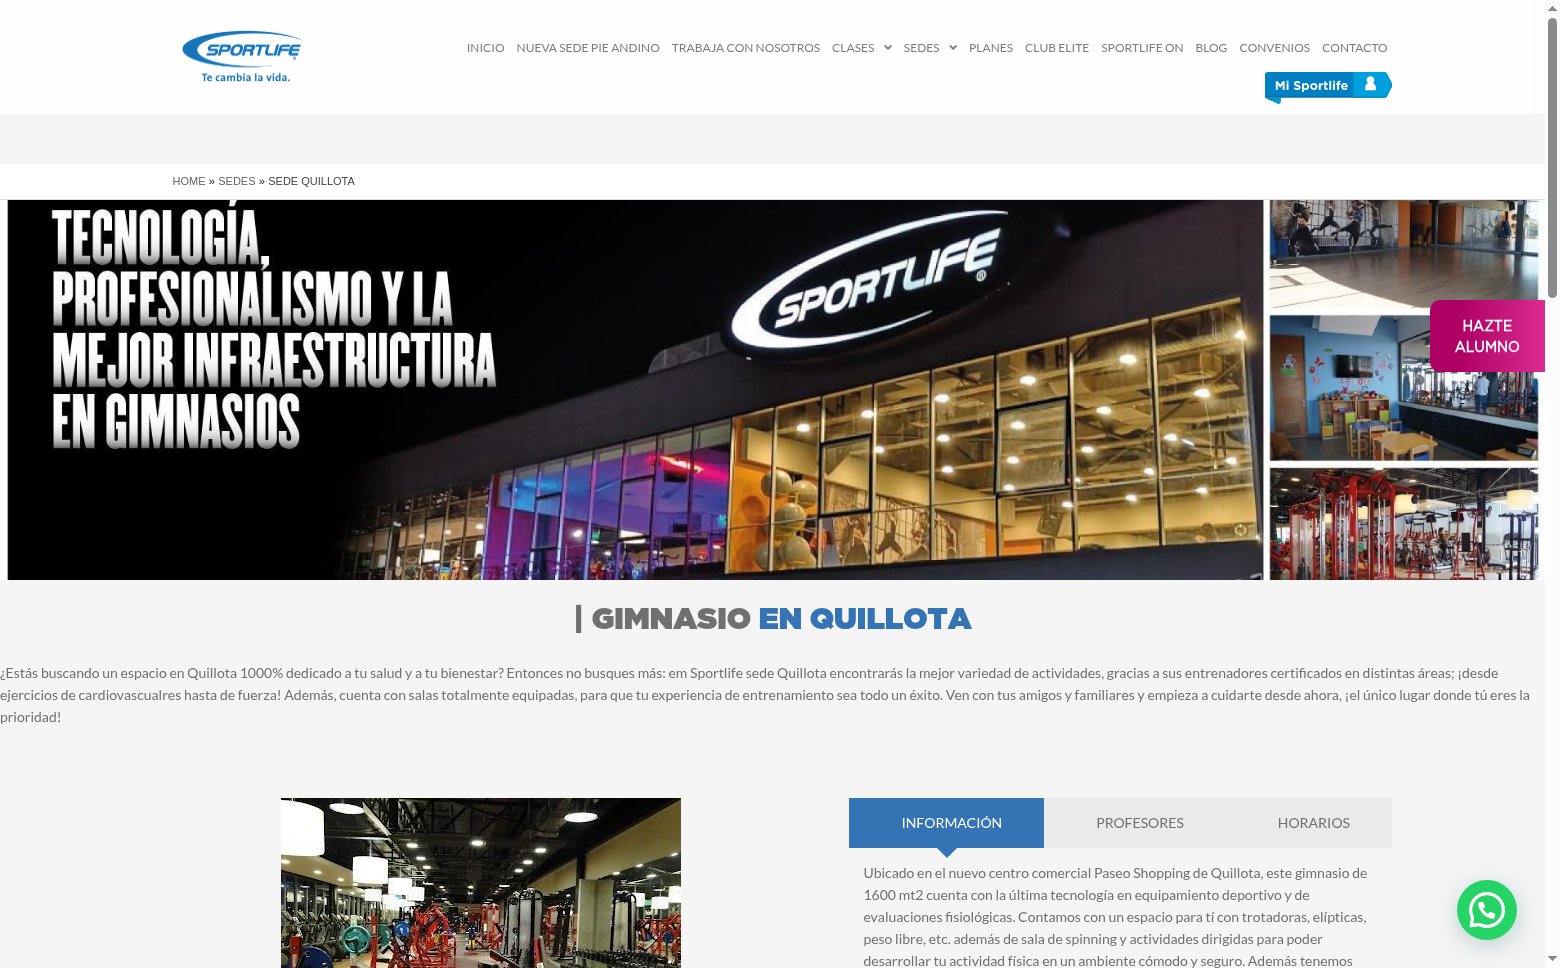 SPORTLIFE
Te cambia la vida.
INICIO NUEVA SEDE PIE ANDINO TRABAJA CON NOSOTROS CLASES SEDES PLANES CLUB ELITE SPORTLIFE ON BLOG CONVENIOS CONTACTO
Mi Sportlife
HOME » SEDES » SEDE QUILLOTA
TECNOLOGÍA,
PROFESIONALISMO Y LA
MEJOR INFRAESTRUCTURA
EN GIMNASIOS
SPORTLIFE®
HAZTE
ALUMNO
| GIMNASIO EN QUILLOTA
¿Estás buscando un espacio en Quillota 1000% dedicado a tu salud y a tu bienestar? Entonces no busques más: em Sportlife sede Quillota encontrarás la mejor variedad de actividades, gracias a sus entrenadores certificados en distintas áreas; ¡desde
ejercicios de cardiovascualres hasta de fuerza! Además, cuenta con salas totalmente equipadas, para que tu experiencia de entrenamiento sea todo un éxito. Ven con tus amigos y familiares y empieza a cuidarte desde ahora, ¡el único lugar donde tú eres la
prioridad!
INFORMACIÓN PROFESORES HORARIOS
Ubicado en el nuevo centro comercial Paseo Shopping de Quillota, este gimnasio de
1600 mt2 cuenta con la última tecnología en equipamiento deportivo y de
evaluaciones fisiológicas. Contamos con un espacio para tí con trotadoras, elípticas,
peso libre, etc. además de sala de spinning y actividades dirigidas para poder
desarrollar tu actividad física en un ambiente cómodo y seguro. Además tenemos